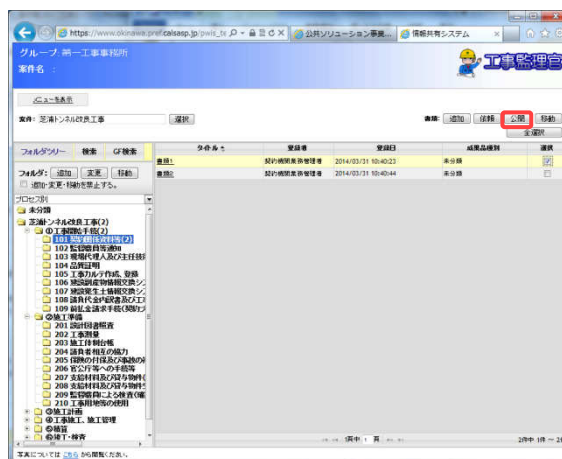 https://www.okinawa.pref.calsasp.jp/pwis_ts
公共ソリューション事業...
情報共有システム
グループ:第一工事事務所
案件名 :
工事監理官
メニューを表示
案件: 芝浦トンネル改良工事 選択
書類: 追加 依頼 公開 移動
全選択
フォルダツリー 検索 GF検索
タイトル 登録者 登録日 成果品種別 選択
書類1 契約機関業務管理者 2014/03/31 10:40:23 未分類
書類2 契約機関業務管理者 2014/03/31 10:40:44 未分類
フォルダ: 追加 変更 移動
追加・変更・移動を禁止する。
プロセス別
未分類
芝浦トンネル改良工事(2)
①工事開始手続(2)
101 契約関係資料等(2)
102 監督職員等通知
103 現場代理人及び主任技
104 品質証明
105 工事カルテ作成、登録
106 建設副産物情報交換シ
107 建設発生土情報交換シ
108 請負代金内訳書及び工
109 前払金請求手続(契約
②施工準備
201 設計図書照査
202 工事測量
203 施工体制台帳
204 請負者相互の協力
205 保険の付保及び事故の
206 官公庁等への手続等
207 支給材料及び貸与物件(
208 支給材料及び貸与物件
209 監督職員による検査(確
210 工事用地等の使用
③施工計画
④工事施工、施工管理
⑤積算
⑥竣工・検査
1頁中 1 頁
2件中 1件 ~ 2
写真については こちら から閲覧ください。